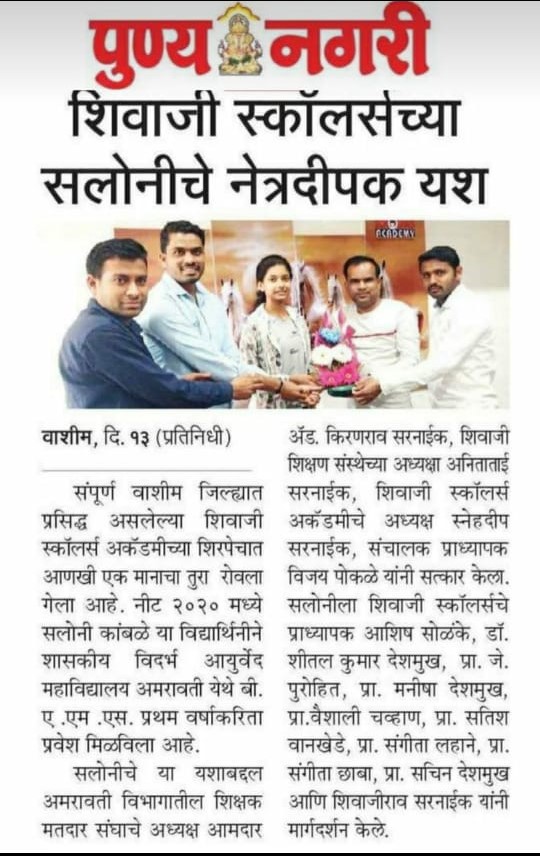 पुण्य नगरी
शिवाजी स्कॉलर्सच्या
सलोनीचे नेत्रदीपक यश
ACADEMY
वाशीम, दि. १३ (प्रतिनिधी)
संपूर्ण वाशीम जिल्ह्यात
प्रसिद्ध असलेल्या शिवाजी
स्कॉलर्स अकॅडमीच्या शिरपेचात
आणखी एक मानाचा तुरा रोवला
गेला आहे. नीट २०२० मध्ये
सलोनी कांबळे या विद्यार्थिनीने
शासकीय विदर्भ आयुर्वेद
महाविद्यालय अमरावती येथे बी.
ए .एम .एस. प्रथम वर्षाकरिता
प्रवेश मिळविला आहे.
सलोनीचे या यशाबद्दल
अमरावती विभागातील शिक्षक
मतदार संघाचे अध्यक्ष आमदार
ॲड. किरणराव सरनाईक, शिवाजी
शिक्षण संस्थेच्या अध्यक्षा अनिताताई
सरनाईक, शिवाजी स्कॉलर्स
अकॅडमीचे अध्यक्ष स्नेहदीप
सरनाईक, संचालक प्राध्यापक
विजय पोकळे यांनी सत्कार केला.
सलोनीला शिवाजी स्कॉलर्सचे
प्राध्यापक आशिष सोळंके, डॉ.
शीतल कुमार देशमुख, प्रा. जे.
पुरोहित, प्रा. मनीषा देशमुख,
प्रा.वैशाली चव्हाण, प्रा. सतिश
वानखेडे, प्रा. संगीता लहाने, प्रा.
संगीता छाबा, प्रा. सचिन देशमुख
आणि शिवाजीराव सरनाईक यांनी
मार्गदर्शन केले.